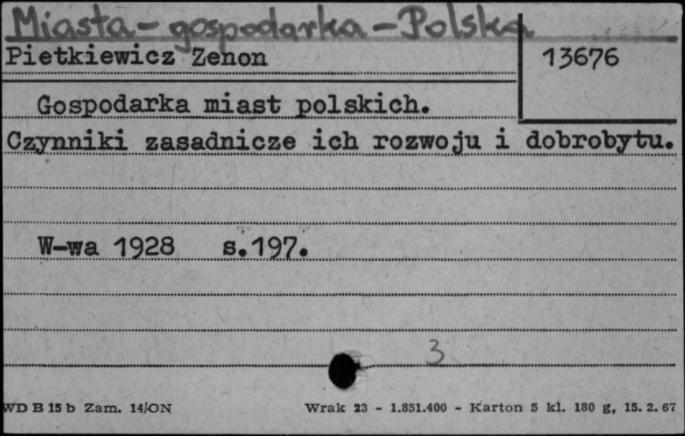 Miasta - gospodarka - Polska
Pietkiewicz Zenon
13676
Gospodarka miast polskich.
Czynniki zasadnicze ich rozwoju i dobrobytu.
W-wa 1928 s.197.
3
WD B 15 b Zam. 14/ON
Wrak 23 - 1.851.400 - Karton 5 kl. 180 g, 15. 2. 67